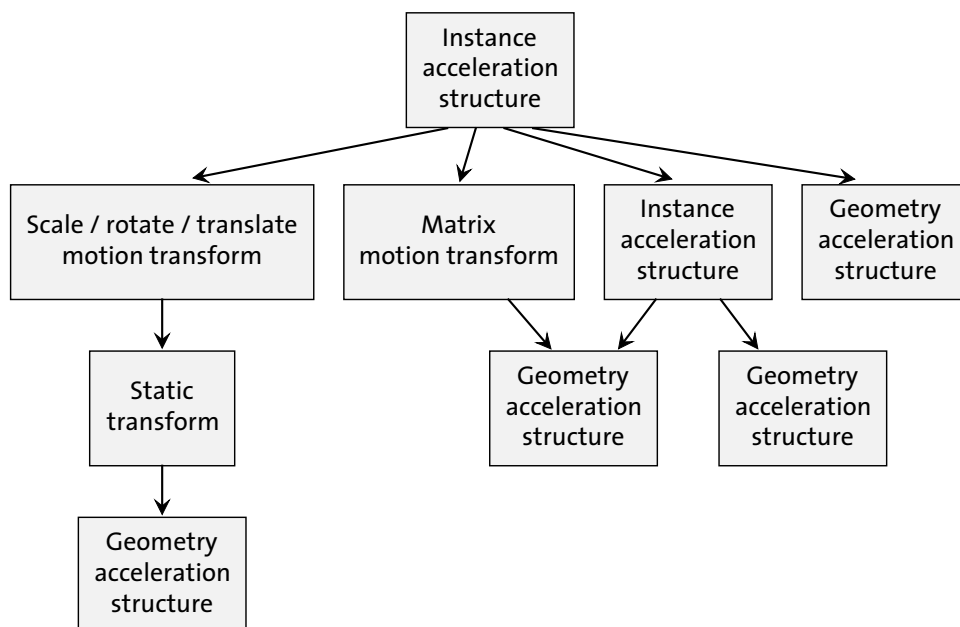 Instance
acceleration
structure
Scale / rotate / translate
motion transform
Matrix
motion transform
Instance
acceleration
structure
Geometry
acceleration
structure
Static
transform
Geometry
acceleration
structure
Geometry
acceleration
structure
Geometry
acceleration
structure